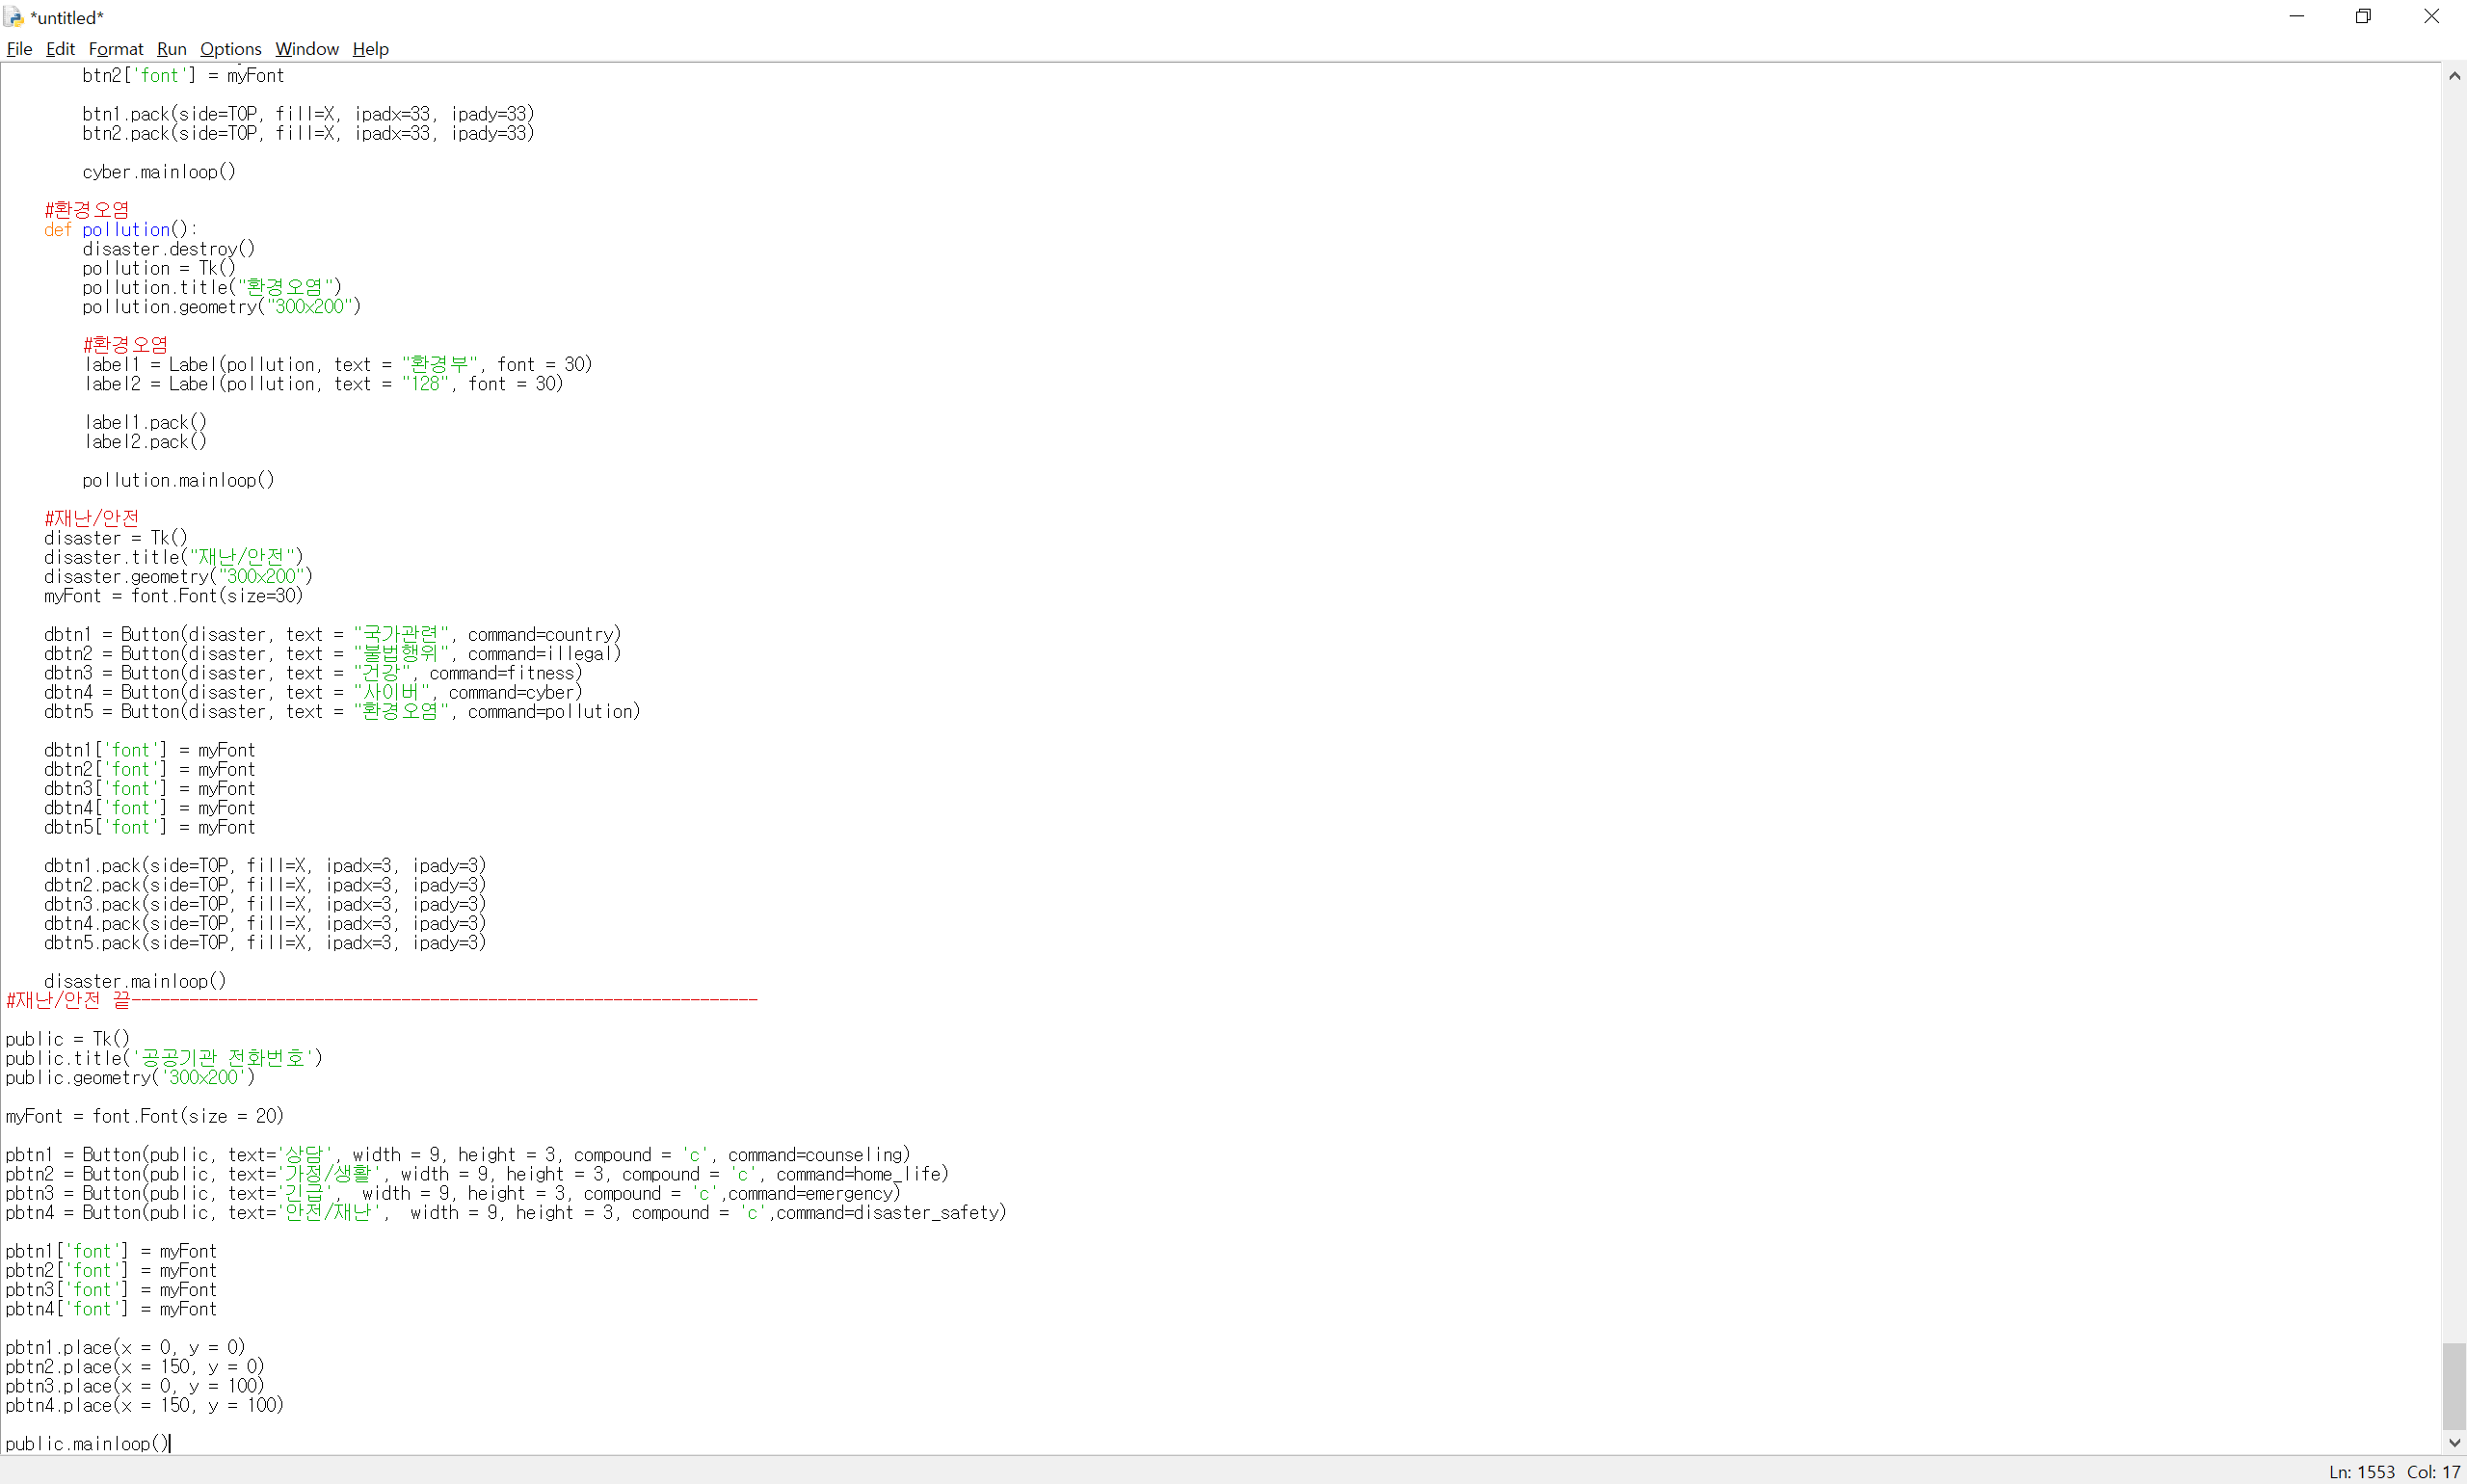 *untitled*
File Edit Format Run Options Window Help
        btn2['font'] = myFont

        btn1.pack(side=TOP, fill=X, ipadx=33, ipady=33)
        btn2.pack(side=TOP, fill=X, ipadx=33, ipady=33)

        cyber.mainloop()

    #환경오염
    def pollution():
        disaster.destroy()
        pollution = Tk()
        pollution.title("환경오염")
        pollution.geometry("300x200")

        #환경오염
        label1 = Label(pollution, text = "환경부", font = 30)
        label2 = Label(pollution, text = "128", font = 30)

        label1.pack()
        label2.pack()

        pollution.mainloop()

    #재난/안전
    disaster = Tk()
    disaster.title("재난/안전")
    disaster.geometry("300x200")
    myFont = font.Font(size=30)

    dbtn1 = Button(disaster, text = "국가관련", command=country)
    dbtn2 = Button(disaster, text = "불법행위", command=illegal)
    dbtn3 = Button(disaster, text = "건강", command=fitness)
    dbtn4 = Button(disaster, text = "사이버", command=cyber)
    dbtn5 = Button(disaster, text = "환경오염", command=pollution)

    dbtn1['font'] = myFont
    dbtn2['font'] = myFont
    dbtn3['font'] = myFont
    dbtn4['font'] = myFont
    dbtn5['font'] = myFont

    dbtn1.pack(side=TOP, fill=X, ipadx=3, ipady=3)
    dbtn2.pack(side=TOP, fill=X, ipadx=3, ipady=3)
    dbtn3.pack(side=TOP, fill=X, ipadx=3, ipady=3)
    dbtn4.pack(side=TOP, fill=X, ipadx=3, ipady=3)
    dbtn5.pack(side=TOP, fill=X, ipadx=3, ipady=3)

    disaster.mainloop()
#재난/안전 끝-----------------------------------------------------------------

public = Tk()
public.title('공공기관 전화번호')
public.geometry('300x200')

myFont = font.Font(size = 20)

pbtn1 = Button(public, text='상담', width = 9, height = 3, compound = 'c', command=counseling)
pbtn2 = Button(public, text='가정/생활', width = 9, height = 3, compound = 'c', command=home_life)
pbtn3 = Button(public, text='긴급',  width = 9, height = 3, compound = 'c',command=emergency)
pbtn4 = Button(public, text='안전/재난',  width = 9, height = 3, compound = 'c',command=disaster_safety)

pbtn1['font'] = myFont
pbtn2['font'] = myFont
pbtn3['font'] = myFont
pbtn4['font'] = myFont

pbtn1.place(x = 0, y = 0)
pbtn2.place(x = 150, y = 0)
pbtn3.place(x = 0, y = 100)
pbtn4.place(x = 150, y = 100)

public.mainloop()
Ln: 1553 Col: 17